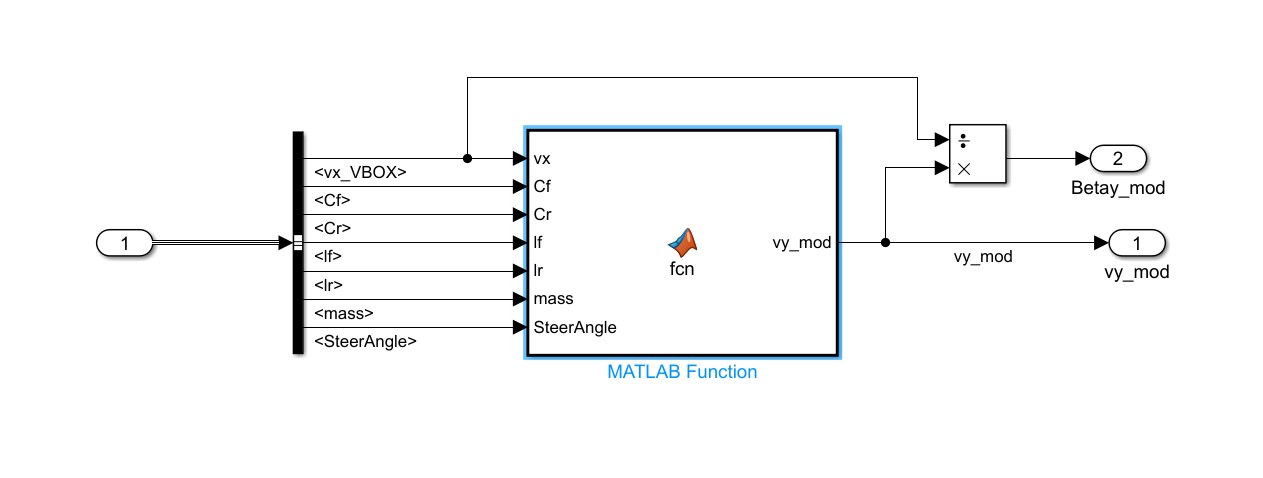 1
<vx_VBOX>
<Cf>
<Cr>
<lf>
<lr>
<mass>
<SteerAngle>
vx
Cf
Cr
lf
lr
mass
SteerAngle
fcn
vy_mod
MATLAB Function
÷
×
2
Betay_mod
vy_mod
1
vy_mod